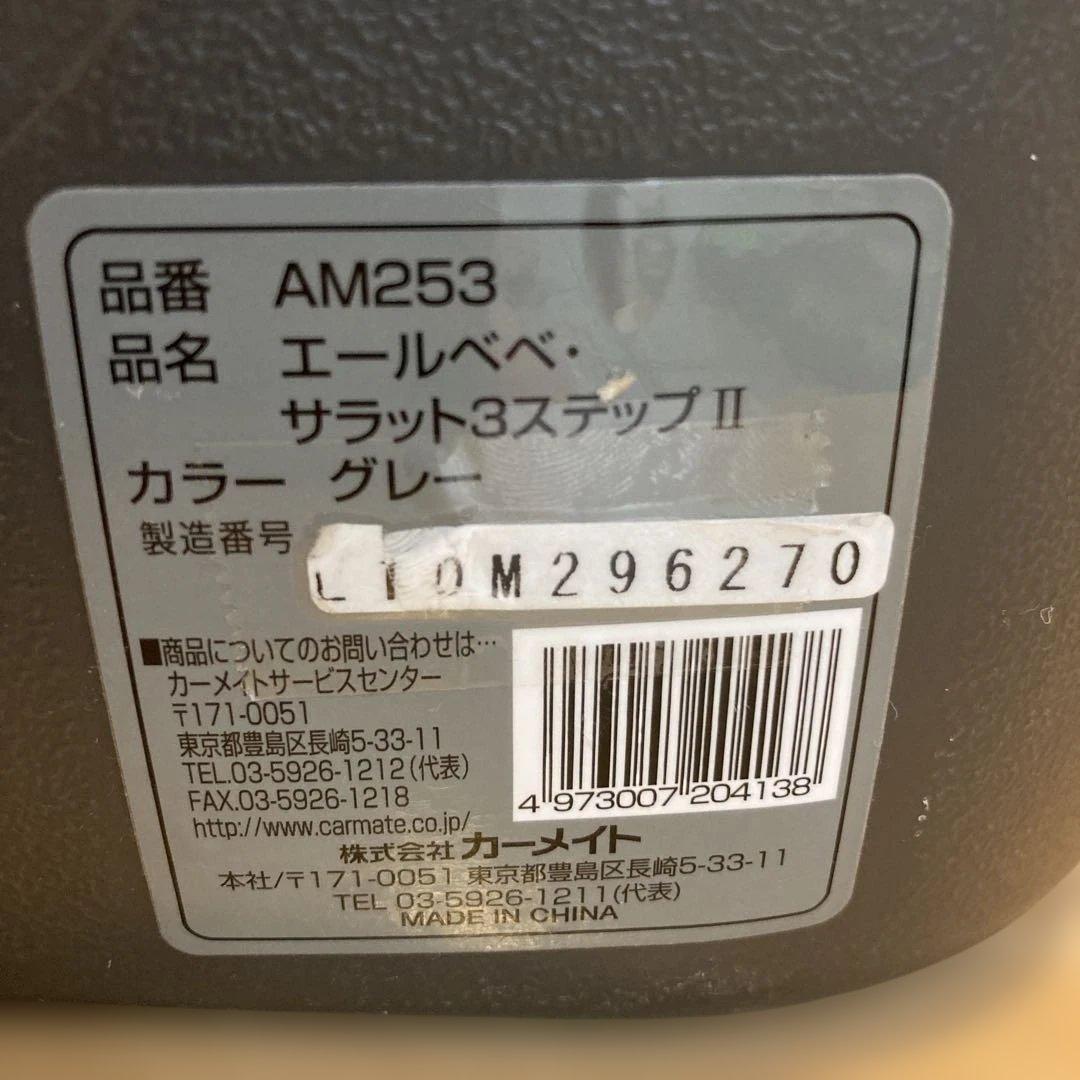 品番 AM253
品名 エールベベ・
サラット3ステップⅡ
カラー グレー
製造番号 L10M296270
■商品についてのお問い合わせは…
カーメイトサービスセンター
〒171-0051
東京都豊島区長崎5-33-11
TEL.03-5926-1212(代表)
FAX.03-5926-1218
http://www.carmate.co.jp/
4 973007 204138
株式会社 カーメイト
本社/〒171-0051 東京都豊島区長崎5-33-11
TEL 03-5926-1211(代表)
MADE IN CHINA